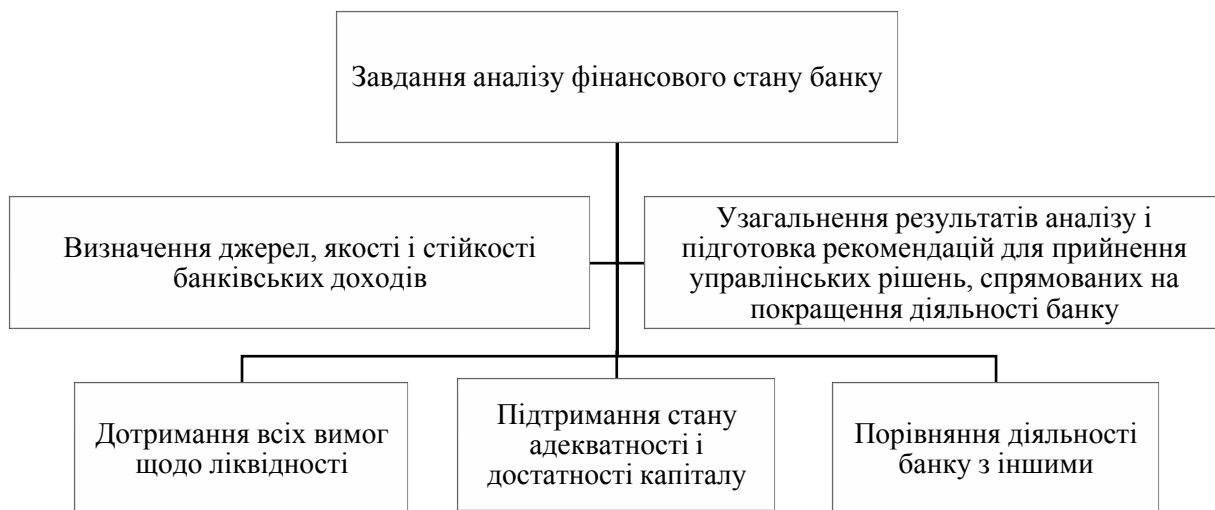 Завдання аналізу фінансового стану банку
Визначення джерел, якості і стійкості
банківських доходів
Узагальнення результатів аналізу і
підготовка рекомендацій для прийнення
управлінських рішень, спрямованих на
покращення діяльності банку
Дотримання всіх вимог
щодо ліквідності
Підтримання стану
адекватності і
достатності капіталу
Порівняння діяльності
банку з іншими